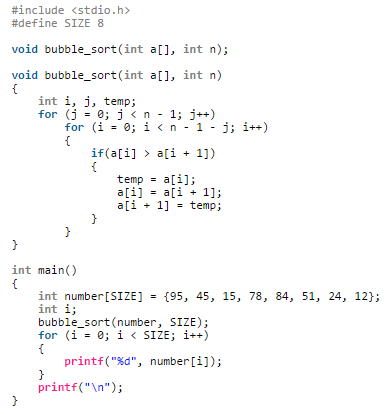 #include <stdio.h>
#define SIZE 8

void bubble_sort(int a[], int n);

void bubble_sort(int a[], int n)
{
    int i, j, temp;
    for (j = 0; j < n - 1; j++)
        for (i = 0; i < n - 1 - j; i++)
        {
            if(a[i] > a[i + 1])
            {
                temp = a[i];
                a[i] = a[i + 1];
                a[i + 1] = temp;
            }
        }
}

int main()
{
    int number[SIZE] = {95, 45, 15, 78, 84, 51, 24, 12};
    int i;
    bubble_sort(number, SIZE);
    for (i = 0; i < SIZE; i++)
    {
        printf("%d", number[i]);
    }
    printf("\n");
}